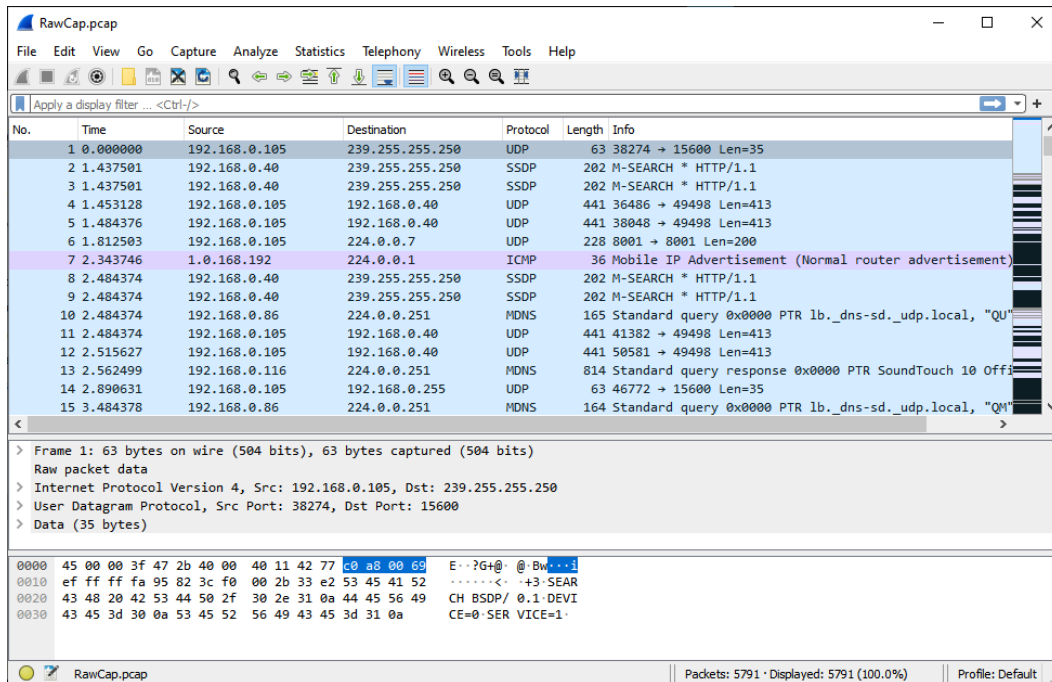 RawCap.pcap
File Edit View Go Capture Analyze Statistics Telephony Wireless Tools Help
Apply a display filter ... <Ctrl-/>
No. Time Source Destination Protocol Length Info
1 0.000000 192.168.0.105 239.255.255.250 UDP 63 38274 → 15600 Len=35
2 1.437501 192.168.0.40 239.255.255.250 SSDP 202 M-SEARCH * HTTP/1.1
3 1.437501 192.168.0.40 239.255.255.250 SSDP 202 M-SEARCH * HTTP/1.1
4 1.453128 192.168.0.105 192.168.0.40 UDP 441 36486 → 49498 Len=413
5 1.484376 192.168.0.105 192.168.0.40 UDP 441 38048 → 49498 Len=413
6 1.812503 192.168.0.105 224.0.0.7 UDP 228 8001 → 8001 Len=200
7 2.343746 1.0.168.192 224.0.0.1 ICMP 36 Mobile IP Advertisement (Normal router advertisement)
8 2.484374 192.168.0.40 239.255.255.250 SSDP 202 M-SEARCH * HTTP/1.1
9 2.484374 192.168.0.40 239.255.255.250 SSDP 202 M-SEARCH * HTTP/1.1
10 2.484374 192.168.0.86 224.0.0.251 MDNS 165 Standard query 0x0000 PTR lb._dns-sd._udp.local, "QU"
11 2.484374 192.168.0.105 192.168.0.40 UDP 441 41382 → 49498 Len=413
12 2.515627 192.168.0.105 192.168.0.40 UDP 441 50581 → 49498 Len=413
13 2.562499 192.168.0.116 224.0.0.251 MDNS 814 Standard query response 0x0000 PTR SoundTouch 10 Offi
14 2.890631 192.168.0.105 192.168.0.255 UDP 63 46772 → 15600 Len=35
15 3.484378 192.168.0.86 224.0.0.251 MDNS 164 Standard query 0x0000 PTR lb._dns-sd._udp.local, "QM"
Frame 1: 63 bytes on wire (504 bits), 63 bytes captured (504 bits)
Raw packet data
Internet Protocol Version 4, Src: 192.168.0.105, Dst: 239.255.255.250
User Datagram Protocol, Src Port: 38274, Dst Port: 15600
Data (35 bytes)
0000 45 00 00 3f 47 2b 40 00 40 11 42 77 c0 a8 00 69 E··?G+@· @·Bw···i
0010 ef ff ff fa 95 82 3c f0 00 2b 33 e2 53 45 41 52 ······<· ·+3·SEAR
0020 43 48 20 42 53 44 50 2f 30 2e 31 0a 44 45 56 49 CH BSDP/ 0.1·DEVI
0030 43 45 3d 30 0a 53 45 52 56 49 43 45 3d 31 0a CE=0·SER VICE=1·
RawCap.pcap Packets: 5791 · Displayed: 5791 (100.0%) Profile: Default